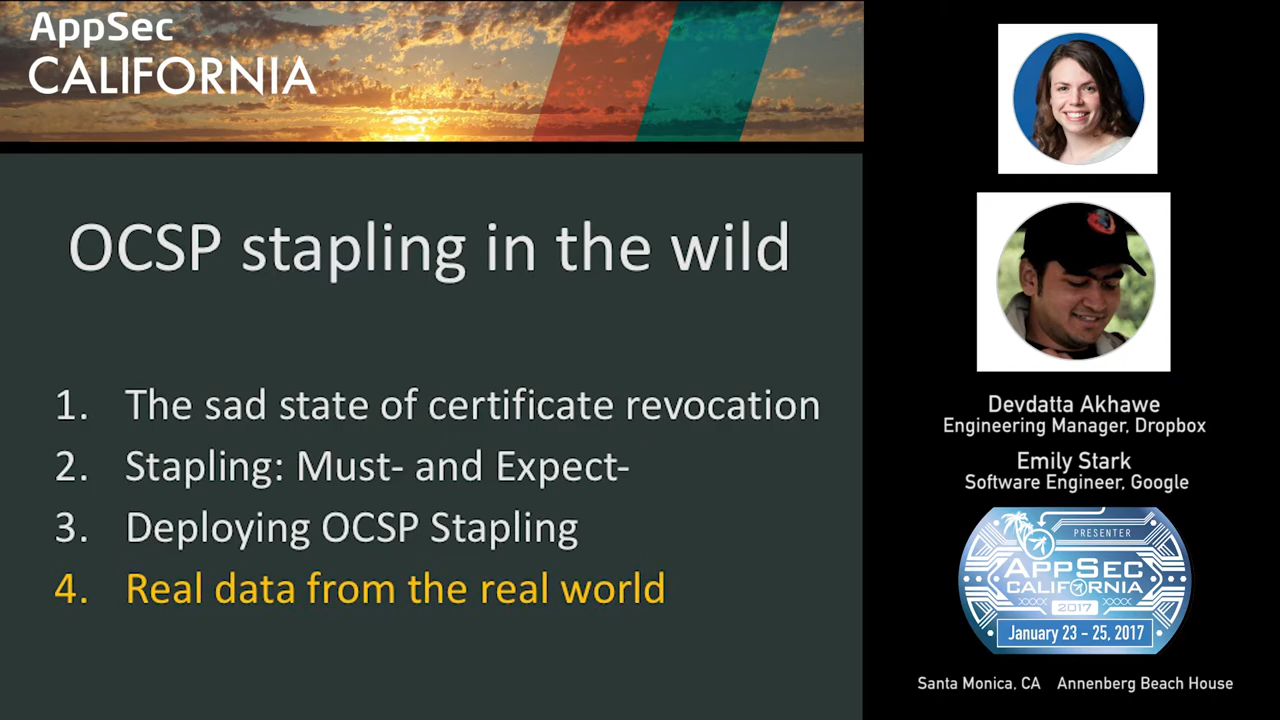 AppSec
CALIFORNIA
OCSP stapling in the wild
1. The sad state of certificate revocation
2. Stapling: Must- and Expect-
3. Deploying OCSP Stapling
4. Real data from the real world
Devdatta Akhawe
Engineering Manager, Dropbox
Emily Stark
Software Engineer, Google
PRESENTER
APPSEC
CALIFORNIA
2017
January 23 - 25, 2017
Santa Monica, CA Annenberg Beach House